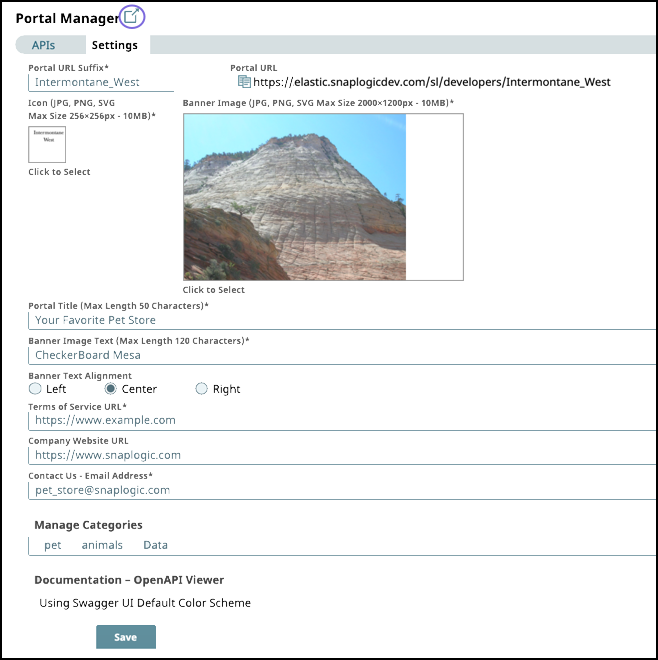 Portal Manager
APIs
Settings
Portal URL Suffix*
Intermontane_West
Portal URL
https://elastic.snaplogicdev.com/sl/developers/Intermontane_West
Icon (JPG, PNG, SVG
Max Size 256×256px - 10MB)*
Intermontane
West
Click to Select
Banner Image (JPG, PNG, SVG Max Size 2000×1200px - 10MB)*
Click to Select
Portal Title (Max Length 50 Characters)*
Your Favorite Pet Store
Banner Image Text (Max Length 120 Characters)*
CheckerBoard Mesa
Banner Text Alignment
Left Center Right
Terms of Service URL*
https://www.example.com
Company Website URL
https://www.snaplogic.com
Contact Us - Email Address*
pet_store@snaplogic.com
Manage Categories
pet animals Data
Documentation – OpenAPI Viewer
Using Swagger UI Default Color Scheme
Save